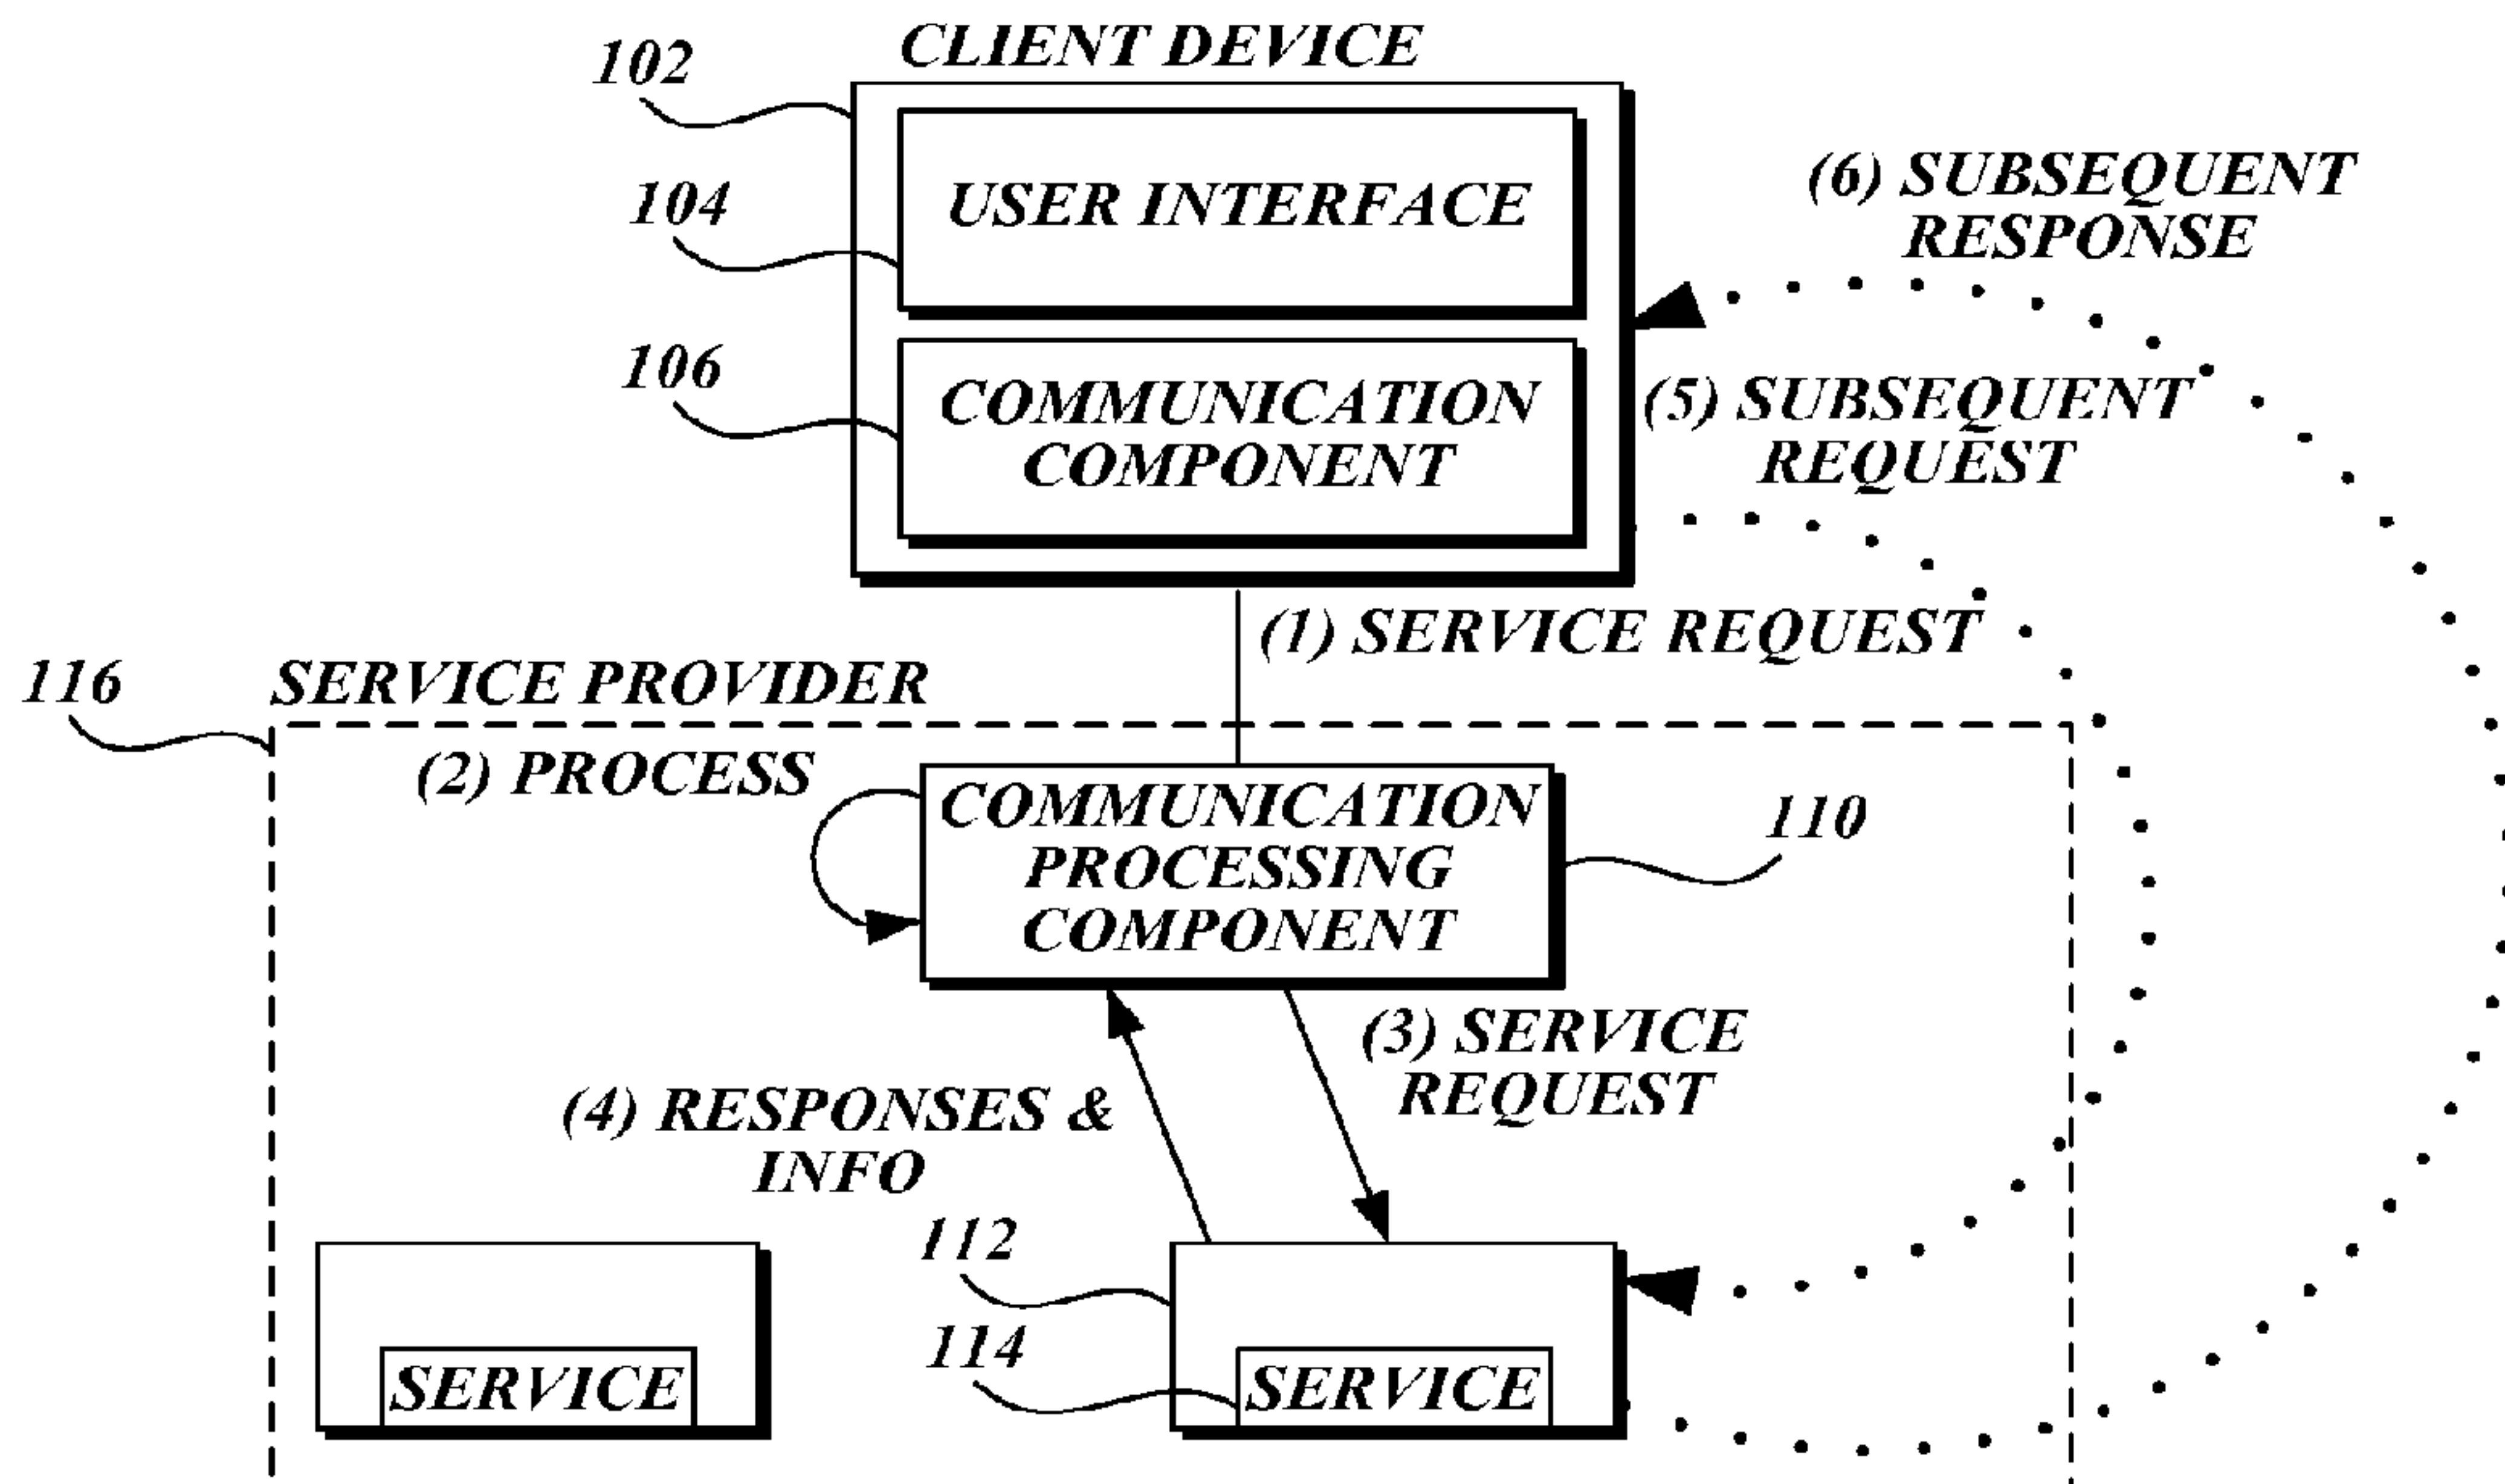 CLIENT DEVICE
102
104
USER INTERFACE
(6) SUBSEQUENT
RESPONSE
106
COMMUNICATION
COMPONENT
(5) SUBSEQUENT
REQUEST
(1) SERVICE REQUEST
116
SERVICE PROVIDER
(2) PROCESS
COMMUNICATION
PROCESSING
COMPONENT
110
(3) SERVICE
REQUEST
(4) RESPONSES &
INFO
112
114
SERVICE
SERVICE